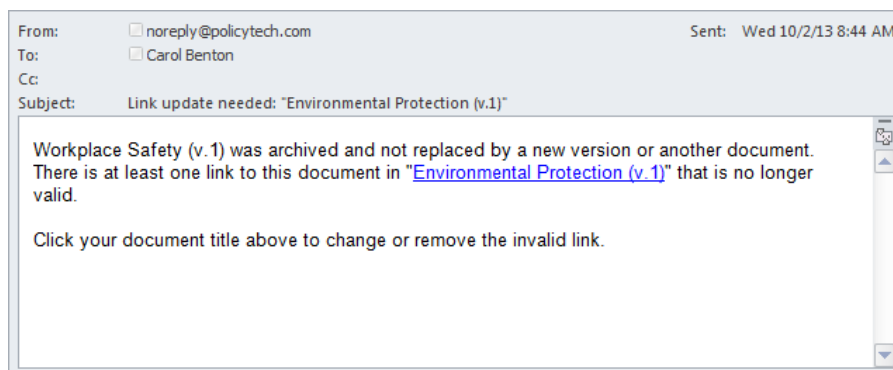 From: noreply@policytech.com Sent: Wed 10/2/13 8:44 AM
To: Carol Benton
Cc:
Subject: Link update needed: "Environmental Protection (v.1)"
Workplace Safety (v.1) was archived and not replaced by a new version or another document.
There is at least one link to this document in "Environmental Protection (v.1)" that is no longer
valid.
Click your document title above to change or remove the invalid link.